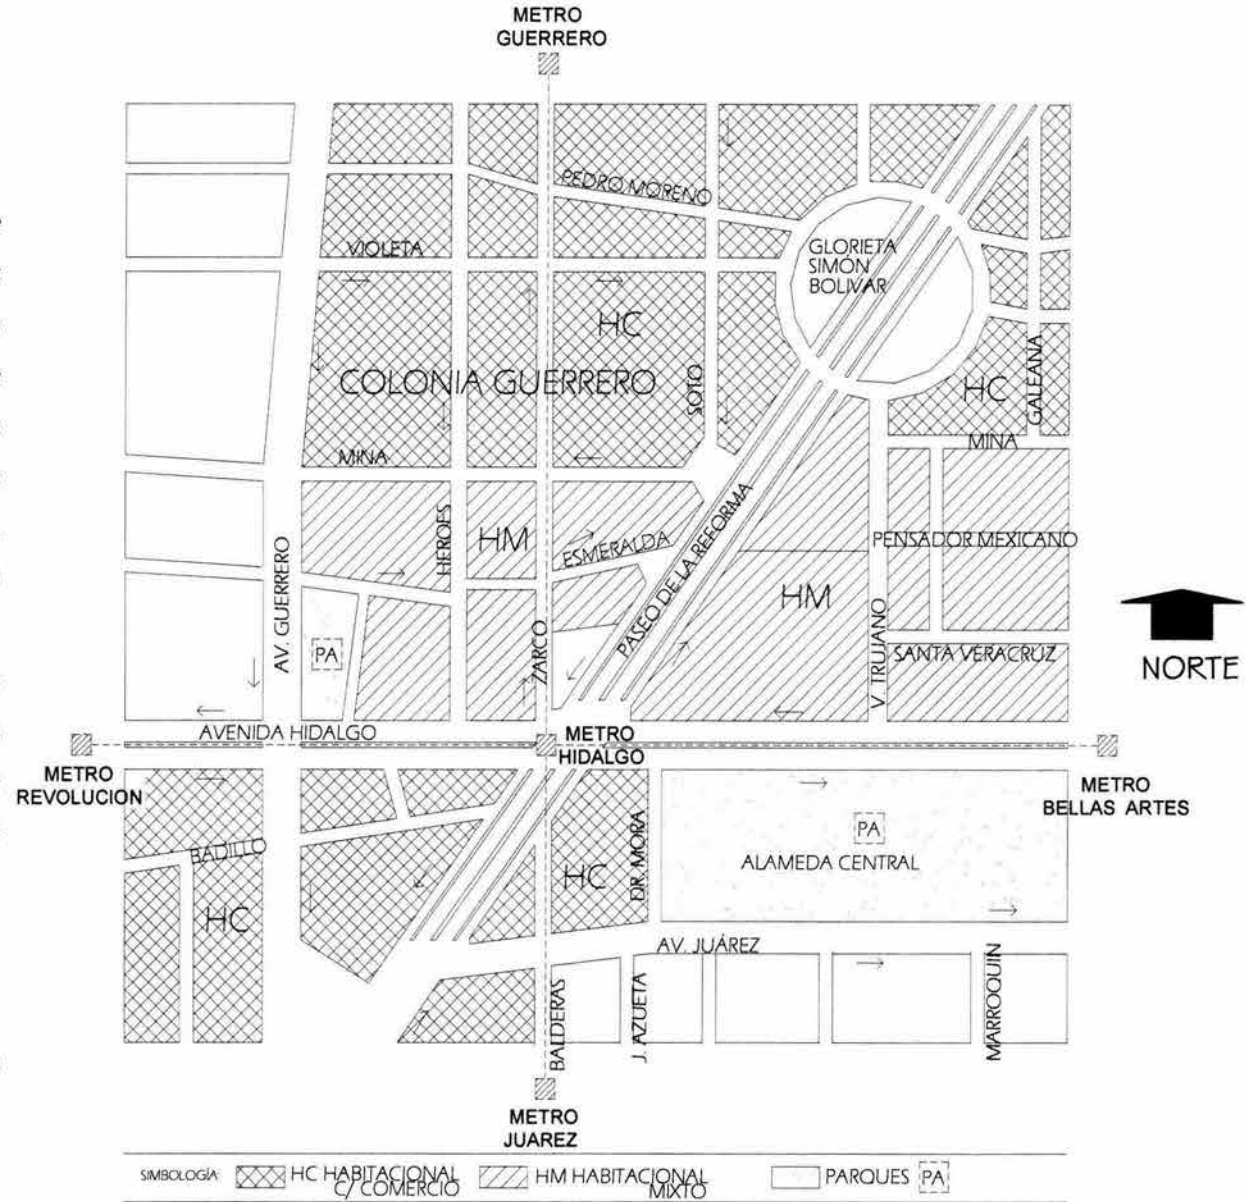 METRO
GUERRERO
PEDRO MORENO
VIOLETA
GLORIETA
SIMÓN
BOLIVAR
HC
COLONIA GUERRERO
SOTO
GALEANA
HC
MINA
MINA
HEROES
HM
ESMERALDA
PASEO DE LA REFORMA
PENSADOR MEXICANO
HM
AV. GUERRERO
PA
ZARCO
V. TRUJANO
SANTA VERACRUZ
NORTE
AVENIDA HIDALGO
METRO
HIDALGO
METRO
REVOLUCION
METRO
BELLAS ARTES
BADILLO
DR. MORA
PA
ALAMEDA CENTRAL
HC
HC
AV. JUÁREZ
BALDERAS
J. AZUETA
MARROQUIN
METRO
JUAREZ
SIMBOLOGÍA HC HABITACIONAL C/ COMERCIO HM HABITACIONAL MIXTO PARQUES PA